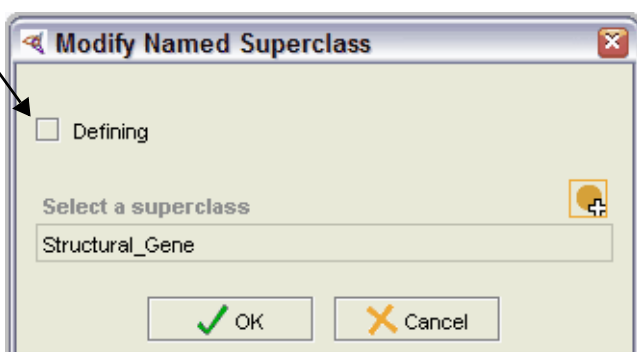 Modify Named Superclass
Defining
Select a superclass
Structural_Gene
OK
Cancel